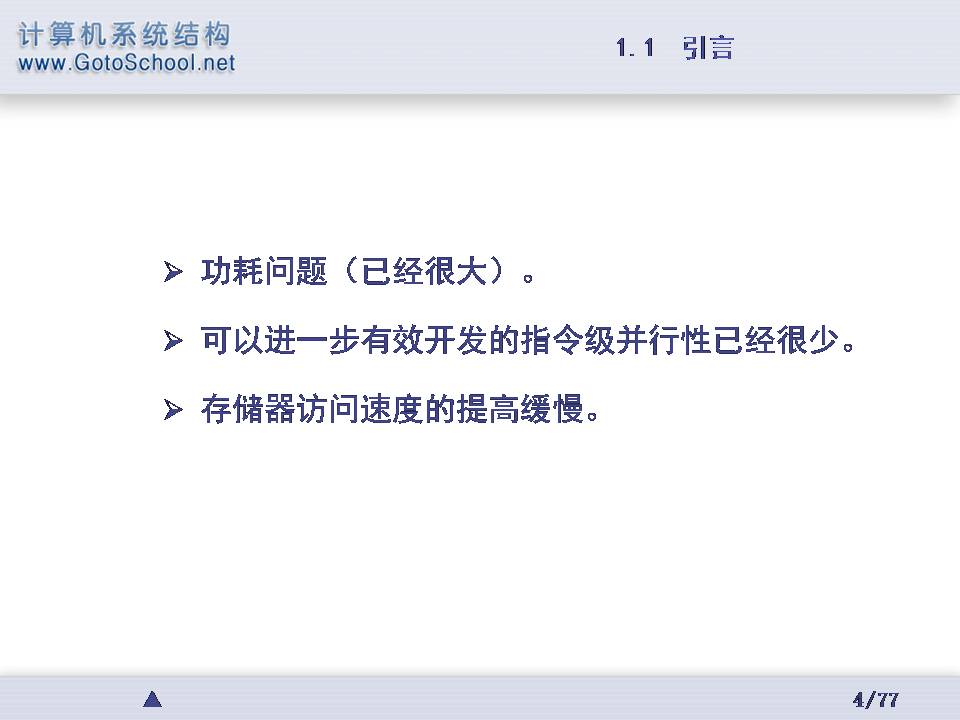 计算机系统结构
www.GotoSchool.net
1.1 引言
➢ 功耗问题（已经很大）。
➢ 可以进一步有效开发的指令级并行性已经很少。
➢ 存储器访问速度的提高缓慢。
4/77